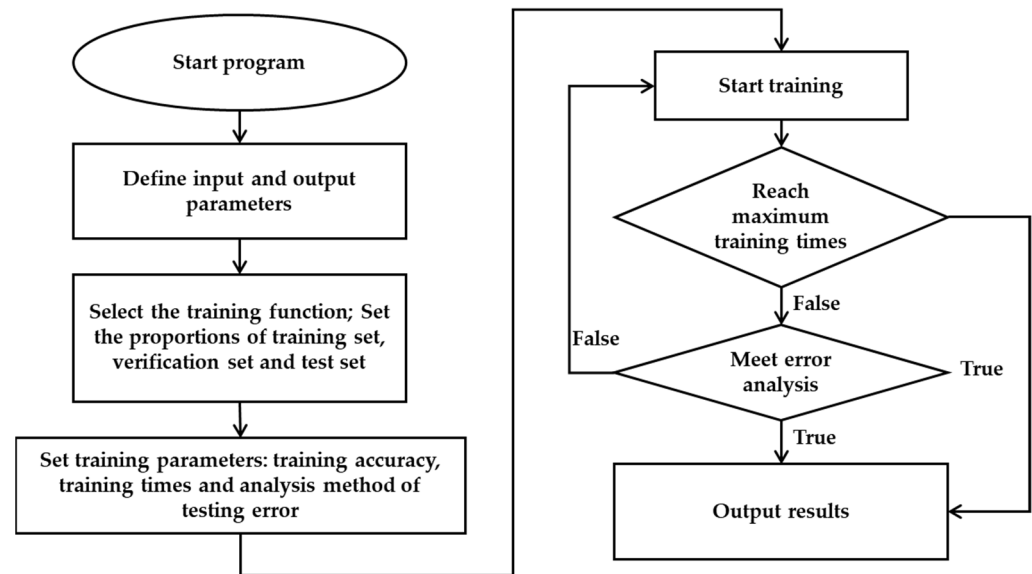 Start program
Define input and output
parameters
Select the training function; Set
the proportions of training set,
verification set and test set
Set training parameters: training accuracy,
training times and analysis method of
testing error
Start training
Reach
maximum
training times
False
False
Meet error
analysis
True
True
Output results